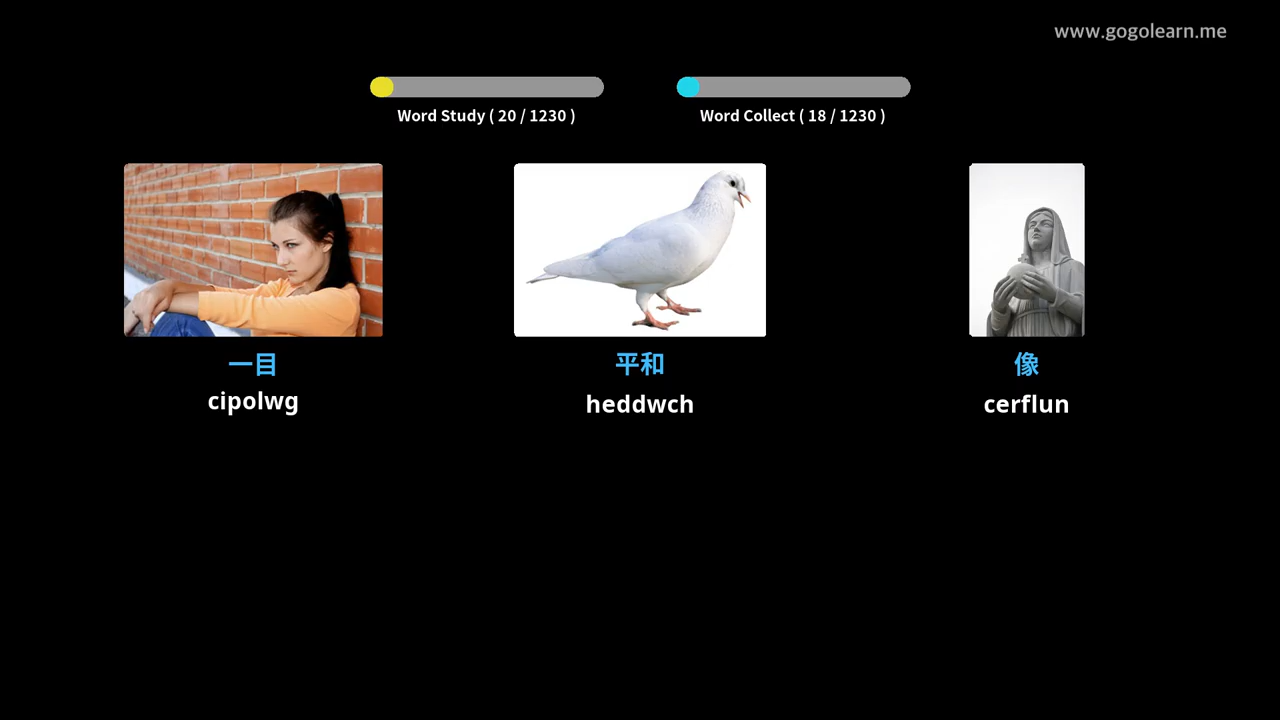 www.gogolearn.me
Word Study ( 20 / 1230 )
Word Collect ( 18 / 1230 )
一目
cipolwg
平和
heddwch
像
cerflun